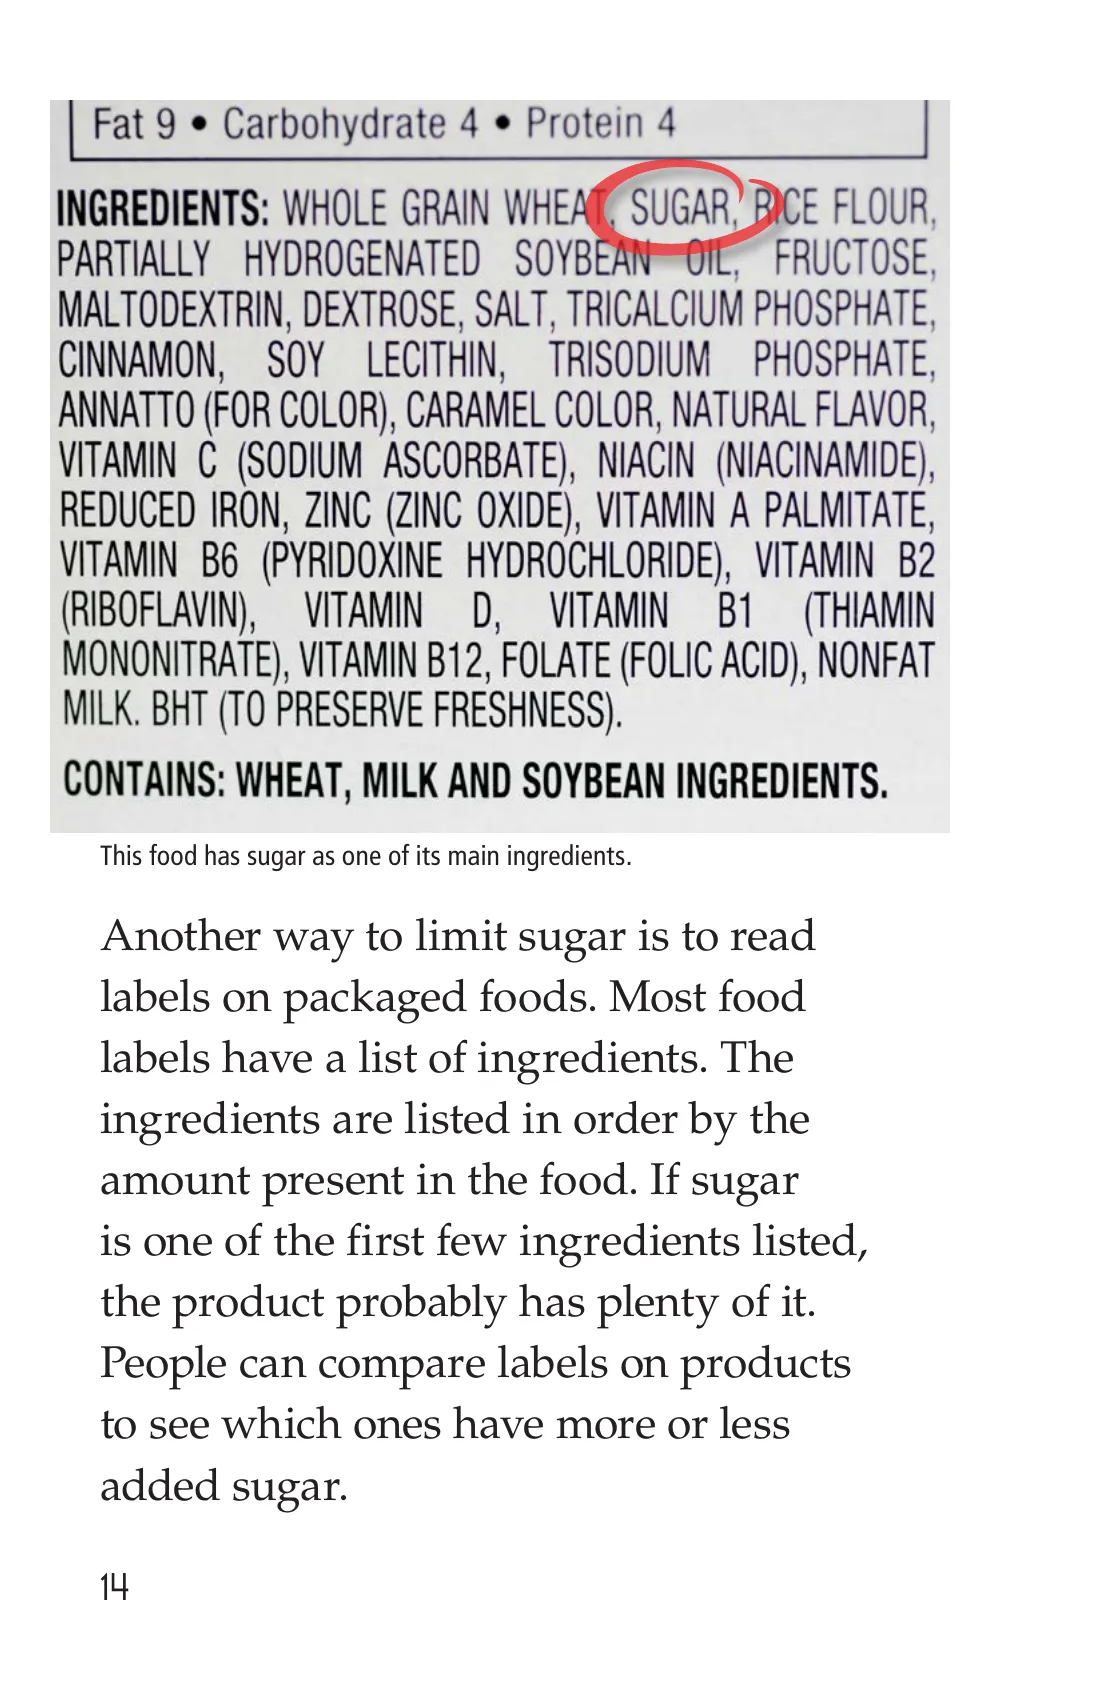 Fat 9 • Carbohydrate 4 • Protein 4
INGREDIENTS: WHOLE GRAIN WHEAT, SUGAR, RICE FLOUR,
PARTIALLY HYDROGENATED SOYBEAN OIL, FRUCTOSE,
MALTODEXTRIN, DEXTROSE, SALT, TRICALCIUM PHOSPHATE,
CINNAMON, SOY LECITHIN, TRISODIUM PHOSPHATE,
ANNATTO (FOR COLOR), CARAMEL COLOR, NATURAL FLAVOR,
VITAMIN C (SODIUM ASCORBATE), NIACIN (NIACINAMIDE),
REDUCED IRON, ZINC (ZINC OXIDE), VITAMIN A PALMITATE,
VITAMIN B6 (PYRIDOXINE HYDROCHLORIDE), VITAMIN B2
(RIBOFLAVIN), VITAMIN D, VITAMIN B1 (THIAMIN
MONONITRATE), VITAMIN B12, FOLATE (FOLIC ACID), NONFAT
MILK. BHT (TO PRESERVE FRESHNESS).
CONTAINS: WHEAT, MILK AND SOYBEAN INGREDIENTS.
This food has sugar as one of its main ingredients.
Another way to limit sugar is to read
labels on packaged foods. Most food
labels have a list of ingredients. The
ingredients are listed in order by the
amount present in the food. If sugar
is one of the first few ingredients listed,
the product probably has plenty of it.
People can compare labels on products
to see which ones have more or less
added sugar.
14